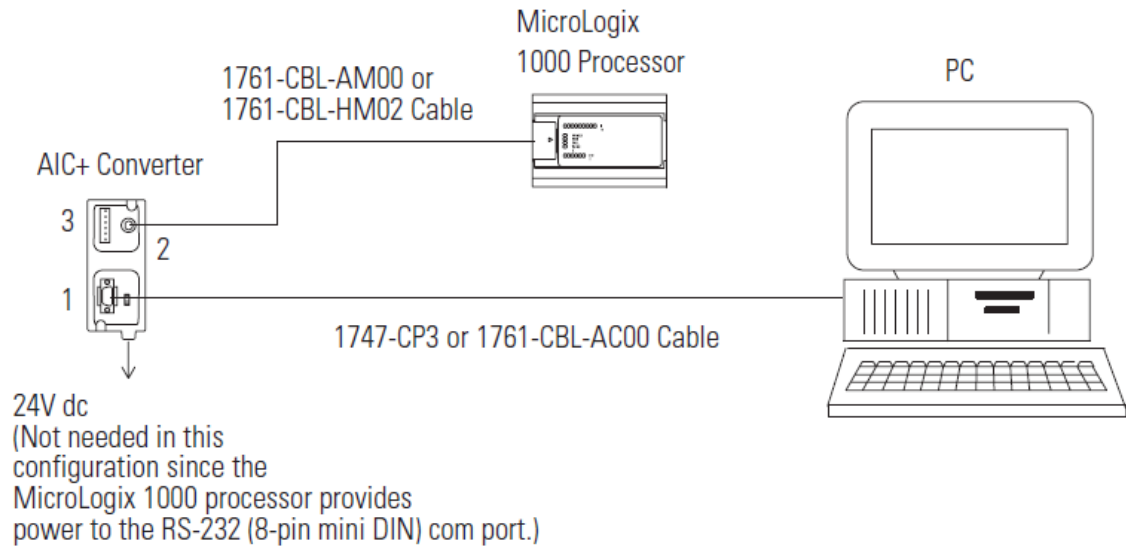 MicroLogix
1000 Processor
PC
1761-CBL-AM00 or
1761-CBL-HM02 Cable
AIC+ Converter
3
2
1
1747-CP3 or 1761-CBL-AC00 Cable
24V dc
(Not needed in this
configuration since the
MicroLogix 1000 processor provides
power to the RS-232 (8-pin mini DIN) com port.)